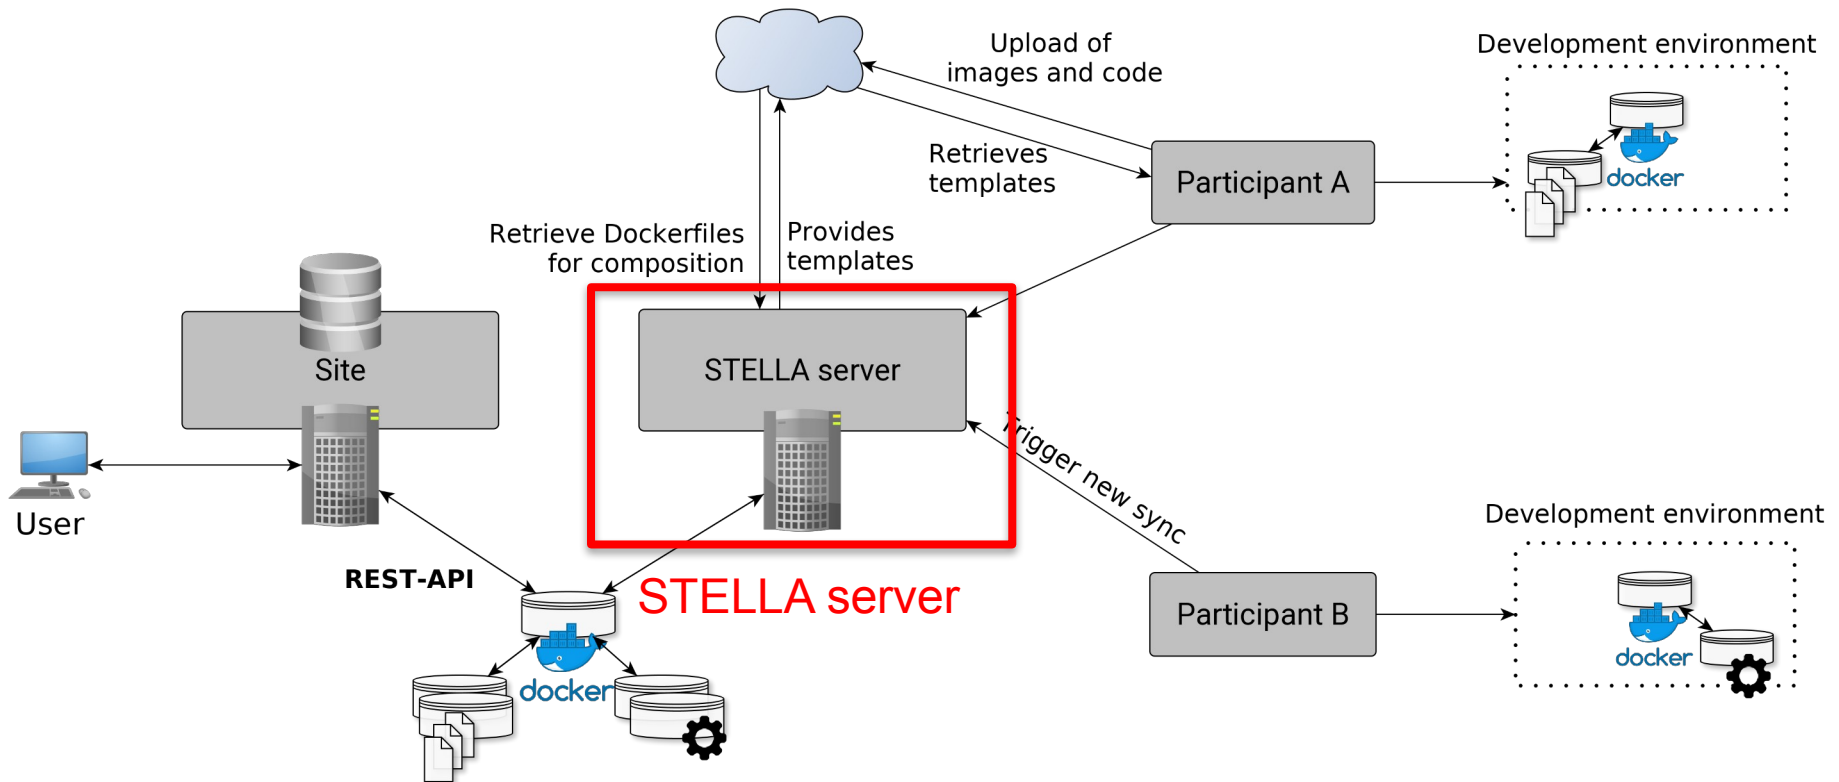 Upload of
images and code
Development environment
Retrieves
templates
Participant A
docker
Retrieve Dockerfiles
for composition
Provides
templates
Site
STELLA server
User
Trigger new sync
Development environment
REST-API
STELLA server
Participant B
docker
docker